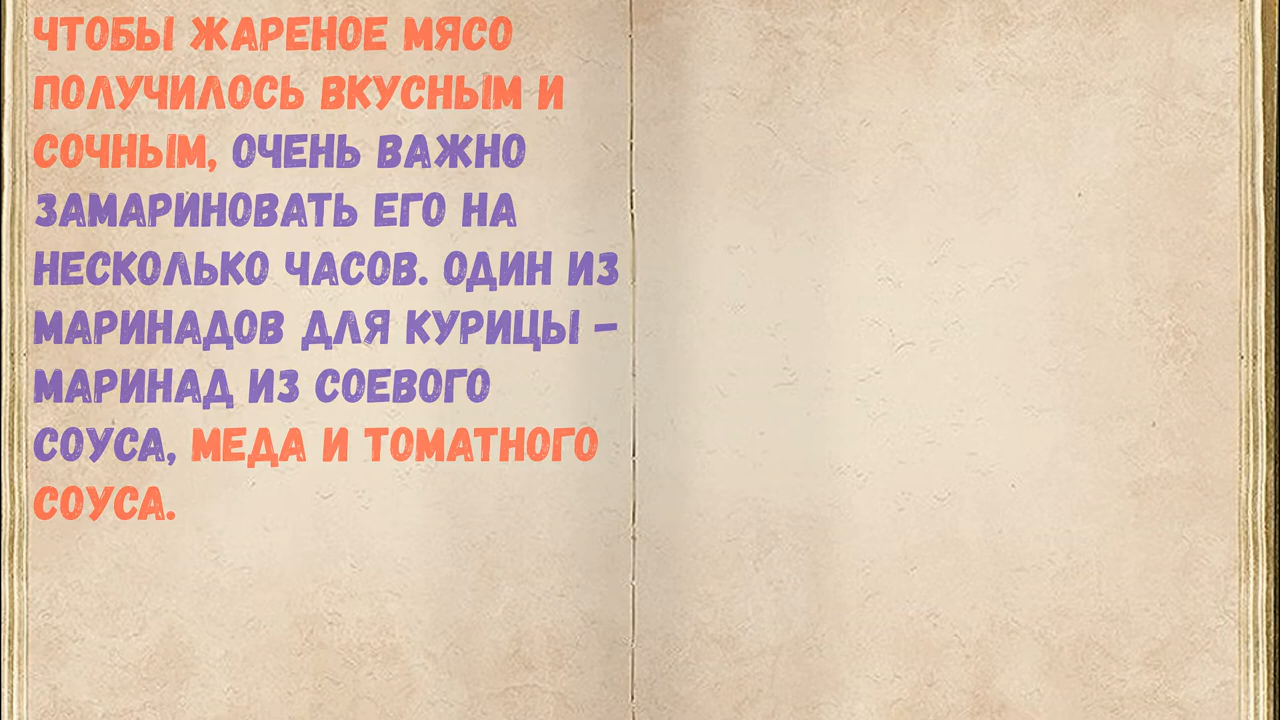 ЧТОБЫ ЖАРЕНОЕ МЯСО
ПОЛУЧИЛОСЬ ВКУСНЫМ И
СОЧНЫМ, ОЧЕНЬ ВАЖНО
ЗАМАРИНОВАТЬ ЕГО НА
НЕСКОЛЬКО ЧАСОВ. ОДИН ИЗ
МАРИНАДОВ ДЛЯ КУРИЦЫ –
МАРИНАД ИЗ СОЕВОГО
СОУСА, МЕДА И ТОМАТНОГО
СОУСА.